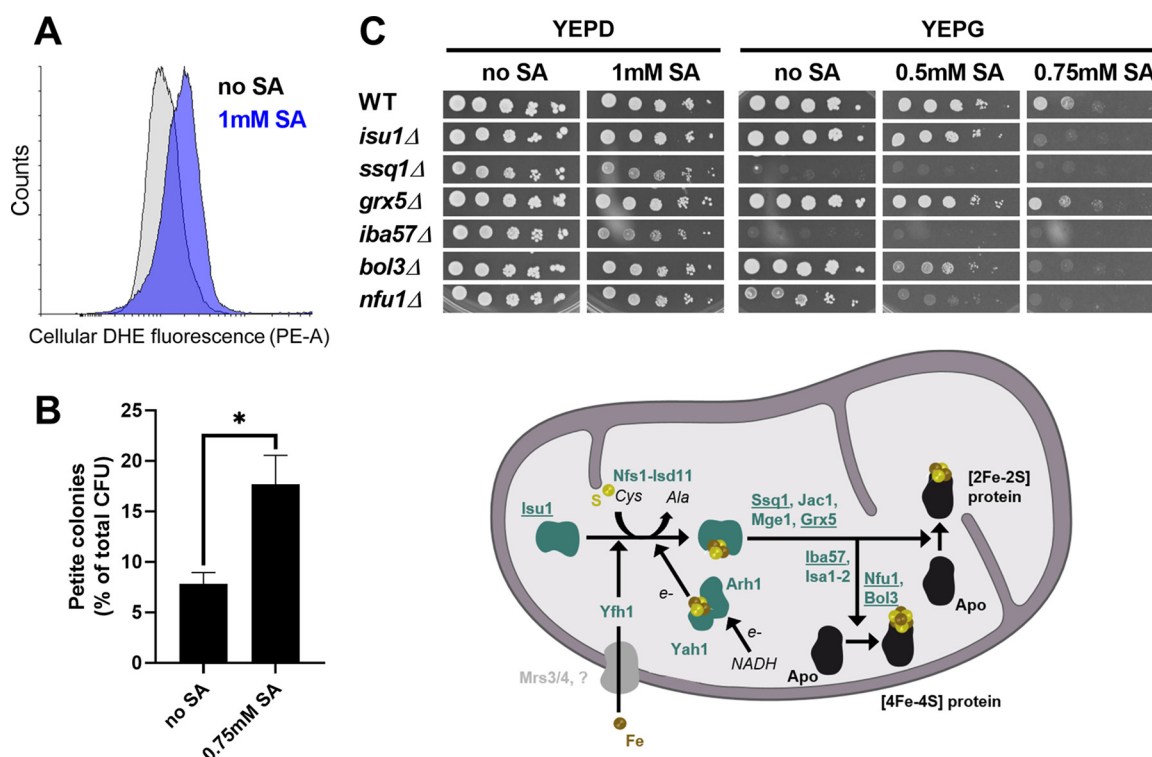 A
no SA
1mM SA
Counts
Cellular DHE fluorescence (PE-A)
B
25
20
15
10
5
0
Petite colonies
(% of total CFU)
*
no SA
0.75mM SA
C
YEPD YEPG
no SA 1mM SA no SA 0.5mM SA 0.75mM SA
WT
isu1Δ
ssq1Δ
grx5Δ
iba57Δ
bol3Δ
nfu1Δ
Nfs1-Isd11
S Cys Ala
Isu1
Ssq1, Jac1,
Mge1, Grx5
[2Fe-2S]
protein
Iba57,
Isa1-2
Nfu1,
Bol3
Apo
Arh1
e-
Yfh1
Yah1
e-
NADH
Apo
Mrs3/4, ?
[4Fe-4S] protein
Fe